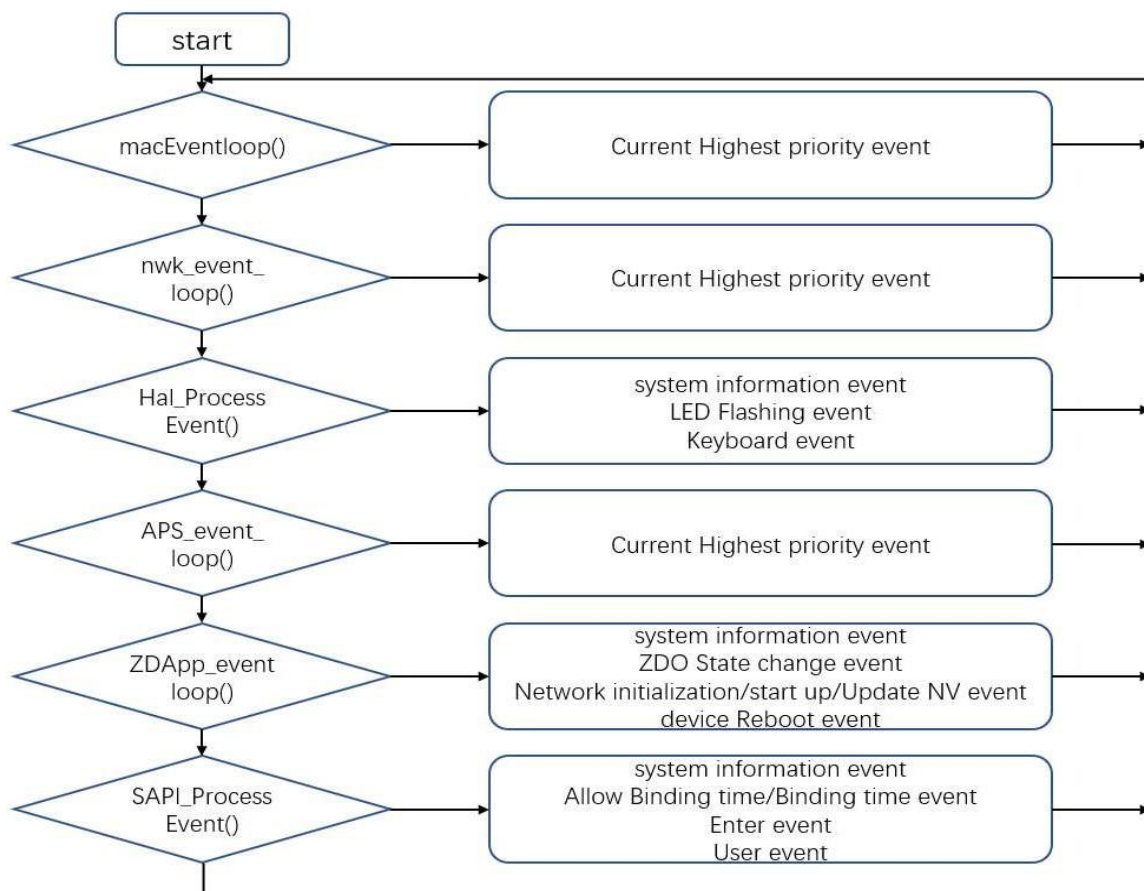 start
macEventloop()
Current Highest priority event
nwk_event_
loop()
Current Highest priority event
Hal_Process
Event()
system information event
LED Flashing event
Keyboard event
APS_event_
loop()
Current Highest priority event
ZDApp_event
loop()
system information event
ZDO State change event
Network initialization/start up/Update NV event
device Reboot event
SAPI_Process
Event()
system information event
Allow Binding time/Binding time event
Enter event
User event